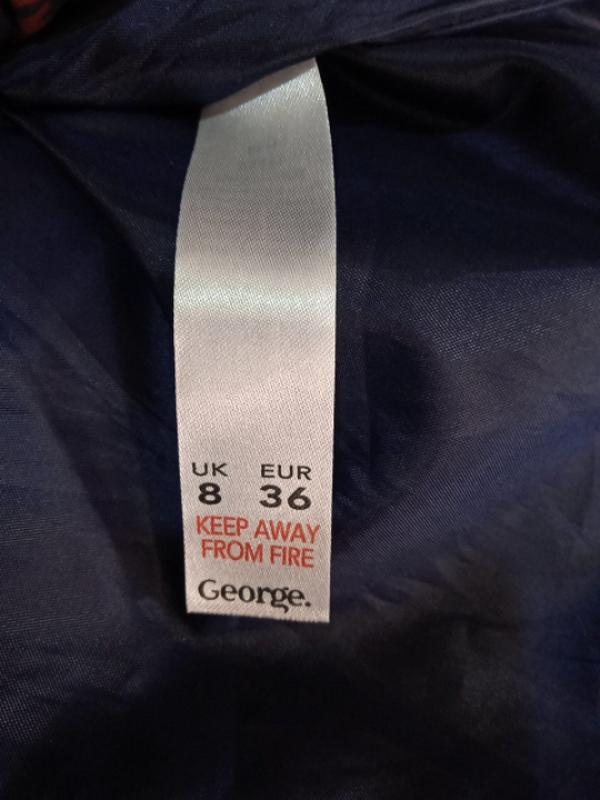 UK EUR
8 36
KEEP AWAY
FROM FIRE
George.